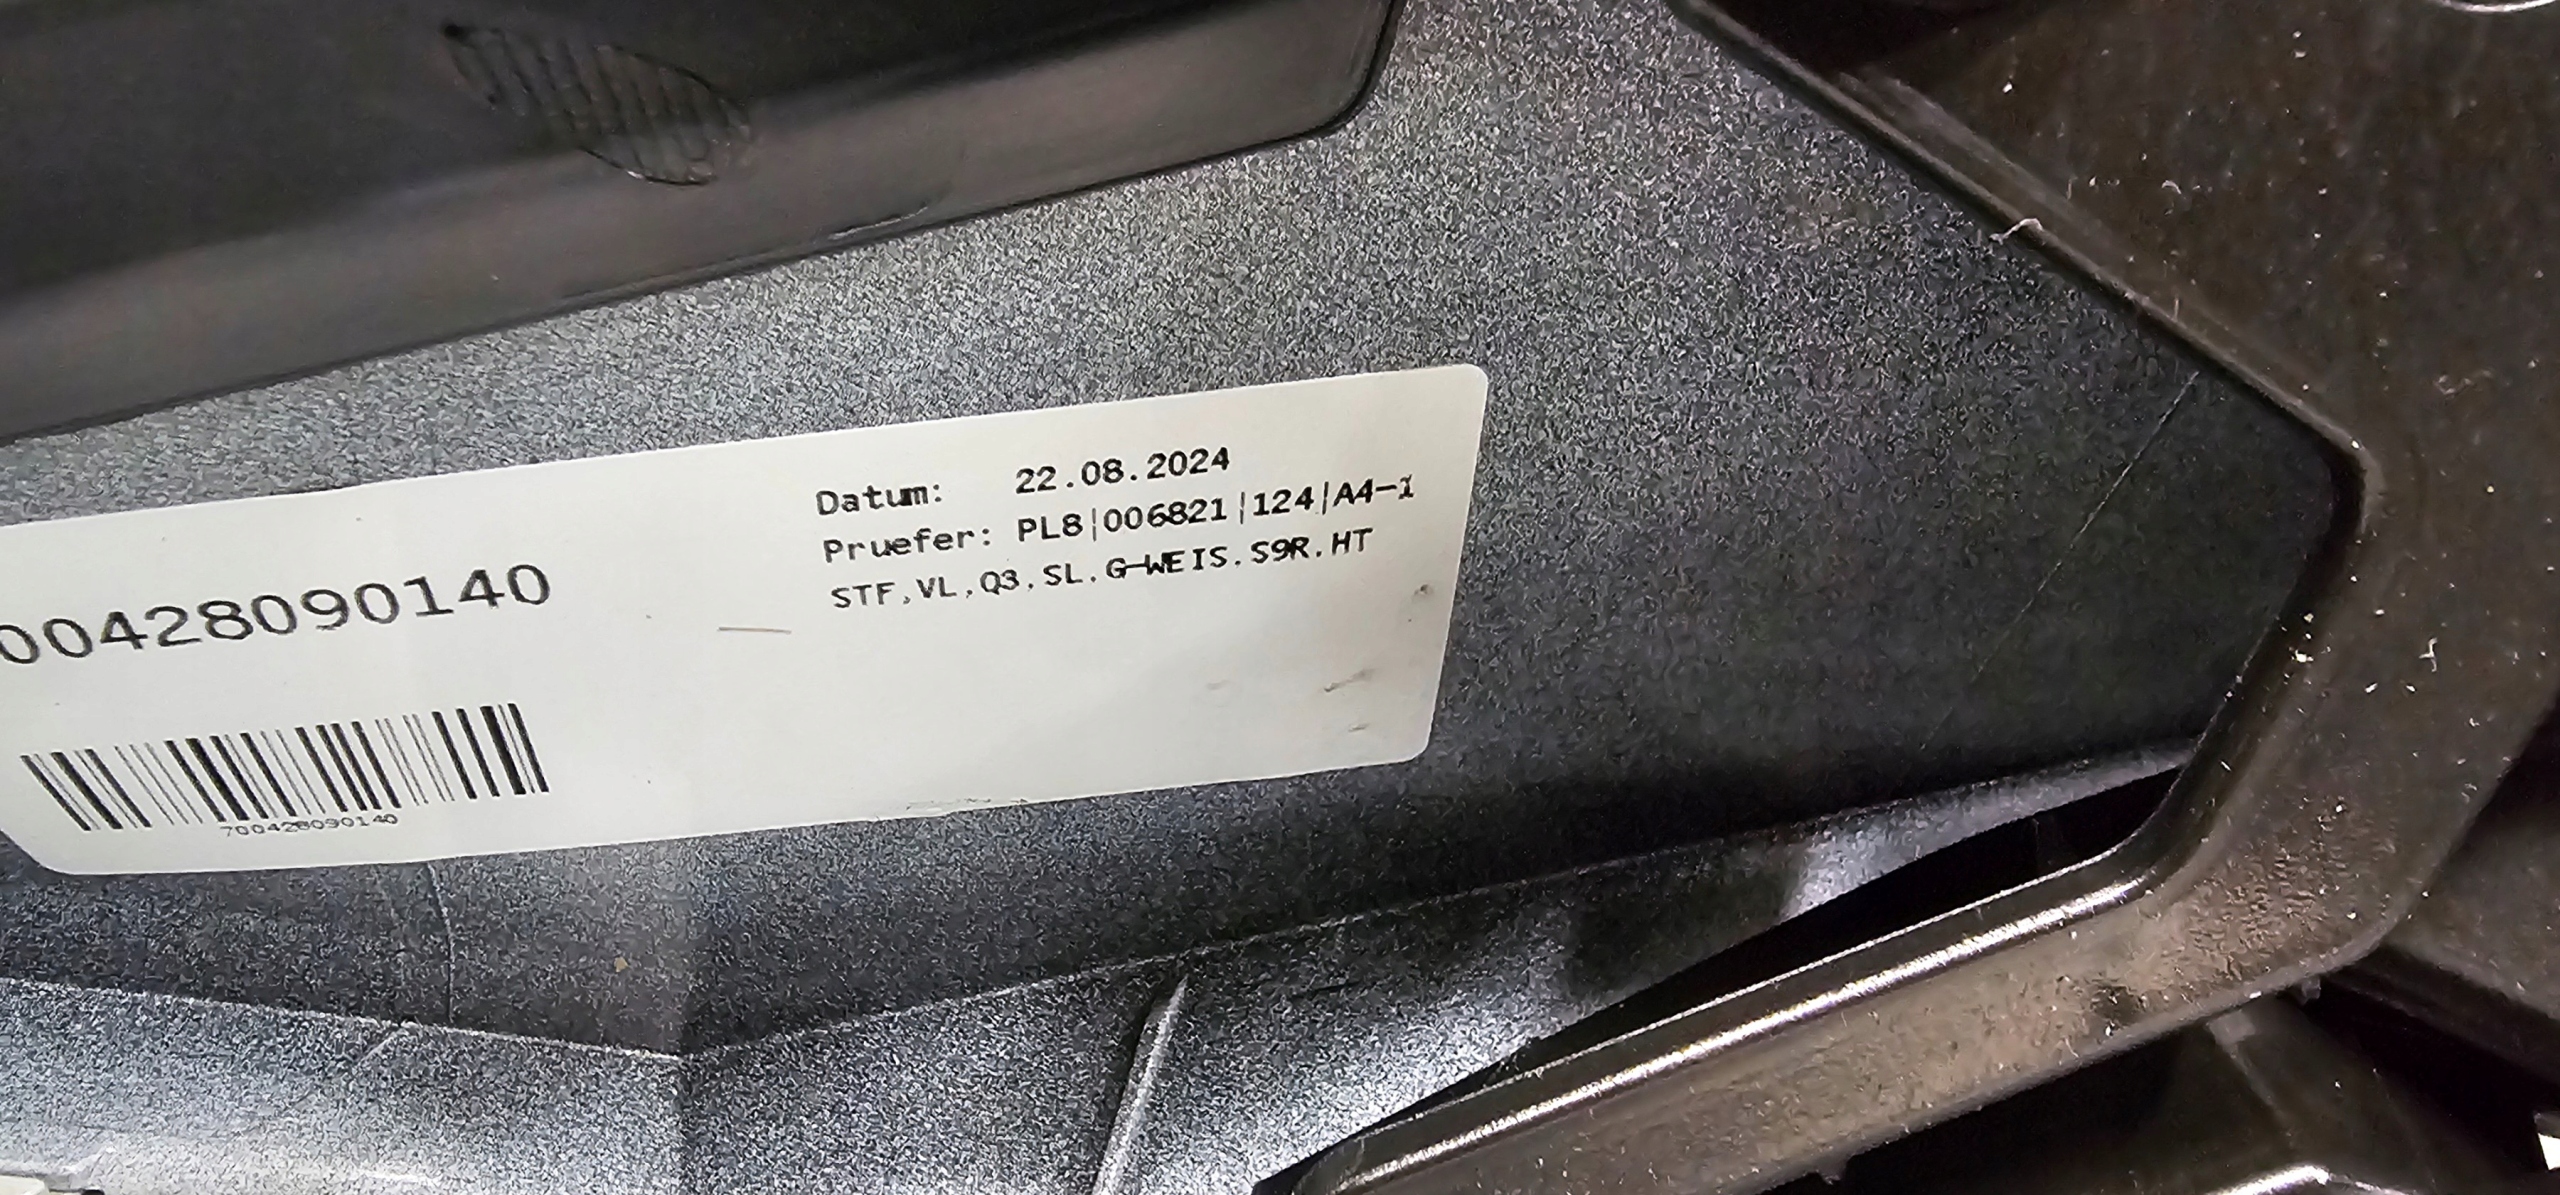 00428090140
700428090140
Datum: 22.08.2024
Pruefer: PL8|006821|124|A4-1
STF,VL,Q3,SL.G-WEIS.S9R.HT